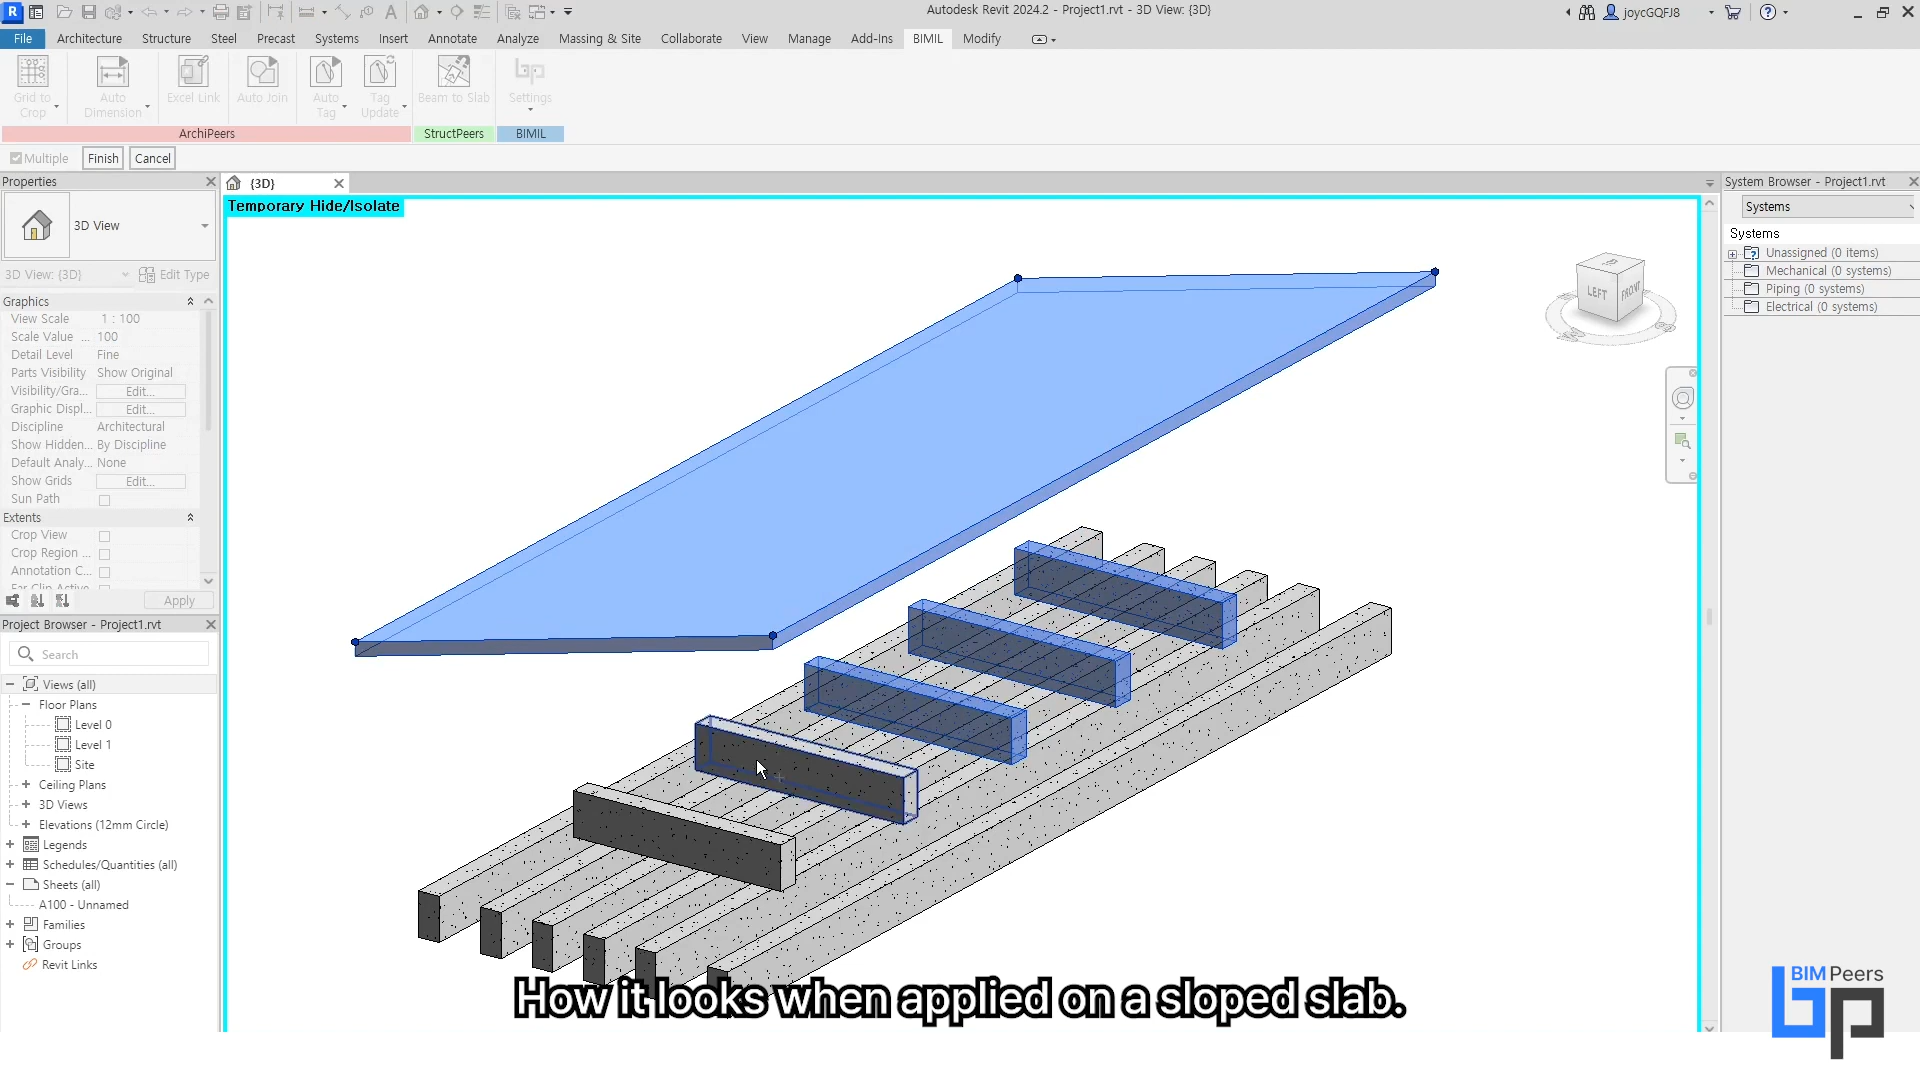 Autodesk Revit 2024.2 - Project1.rvt - 3D View: {3D}
joycGQFJ8
File Architecture Structure Steel Precast Systems Insert Annotate Analyze Massing & Site Collaborate View Manage Add-Ins BIMIL Modify
Grid to Crop
Auto Dimension
Excel Link
Auto Join
Auto Tag
Tag Update
Beam to Slab
Settings
ArchiPeers StructPeers BIMIL
Multiple Finish Cancel
Properties
3D View
3D View: {3D} Edit Type
Graphics
View Scale 1 : 100
Scale Value ... 100
Detail Level Fine
Parts Visibility Show Original
Visibility/Gra... Edit...
Graphic Displ... Edit...
Discipline Architectural
Show Hidden... By Discipline
Default Analy... None
Show Grids Edit...
Sun Path
Extents
Crop View
Crop Region ...
Annotation C...
Far Clip Active
Apply
Project Browser - Project1.rvt
Search
Views (all)
Floor Plans
Level 0
Level 1
Site
Ceiling Plans
3D Views
Elevations (12mm Circle)
Legends
Schedules/Quantities (all)
Sheets (all)
A100 - Unnamed
Families
Groups
Revit Links
{3D}
Temporary Hide/Isolate
LEFT
FRONT
System Browser - Project1.rvt
Systems
Systems
Unassigned (0 items)
Mechanical (0 systems)
Piping (0 systems)
Electrical (0 systems)
How it looks when applied on a sloped slab.
BIMPeers
bp